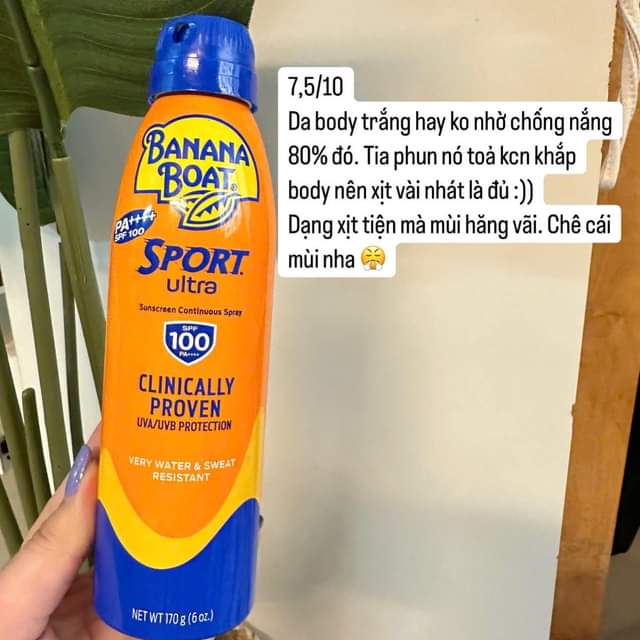 7,5/10
Da body trắng hay ko nhờ chống nắng
80% đó. Tia phun nó toả kcn khắp
body nên xịt vài nhát là đủ :))
Dạng xịt tiện mà mùi hăng vãi. Chê cái
mùi nha 😤
BANANA
BOAT®
PA++++
SPF 100
SPORT
ultra
Sunscreen Continuous Spray
SPF
100
PA++++
CLINICALLY
PROVEN
UVA/UVB PROTECTION
VERY WATER & SWEAT
RESISTANT
NET WT 170 g (6 oz.)